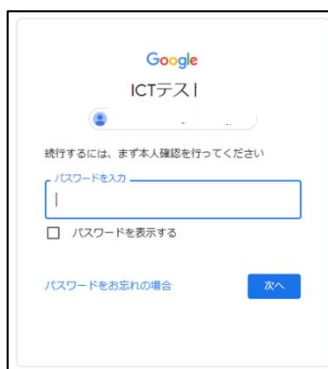 Google
ICTテスト
続行するには、まず本人確認を行ってください
パスワードを入力
パスワードを表示する
パスワードをお忘れの場合
次へ